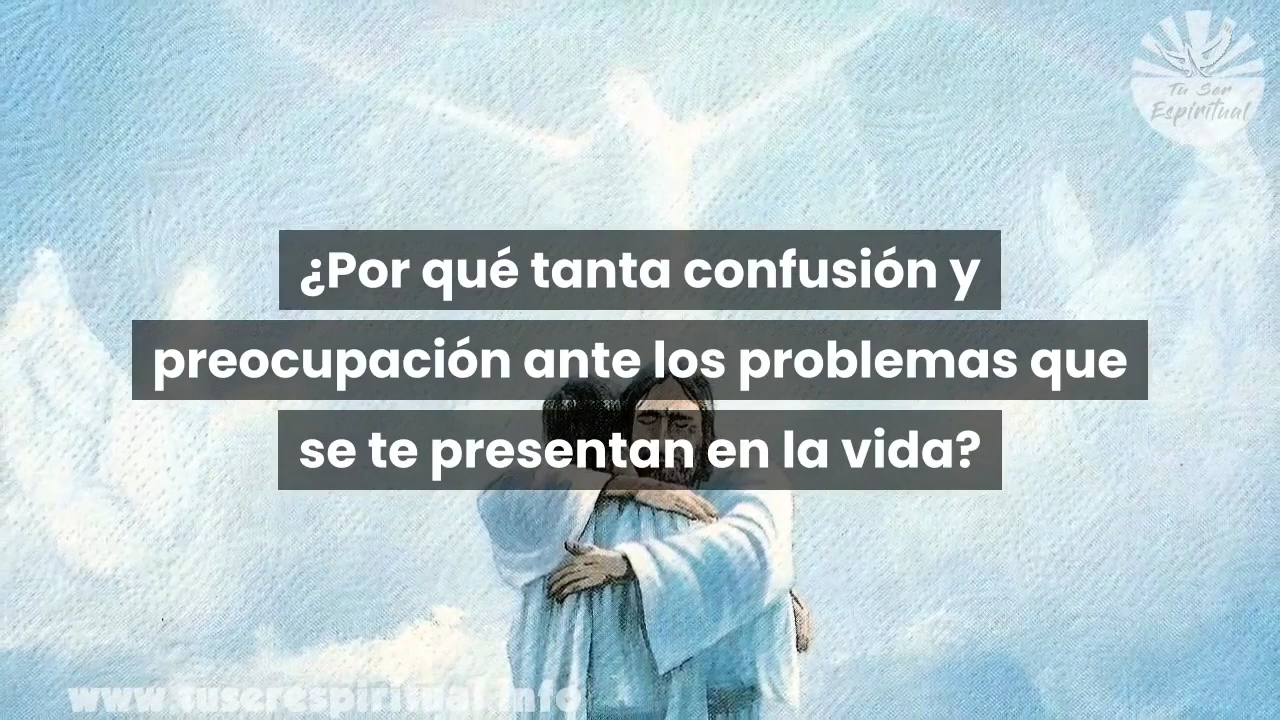 Tu Ser
Espiritual
¿Por qué tanta confusión y
preocupación ante los problemas que
se te presentan en la vida?
www.tuserespiritual.info